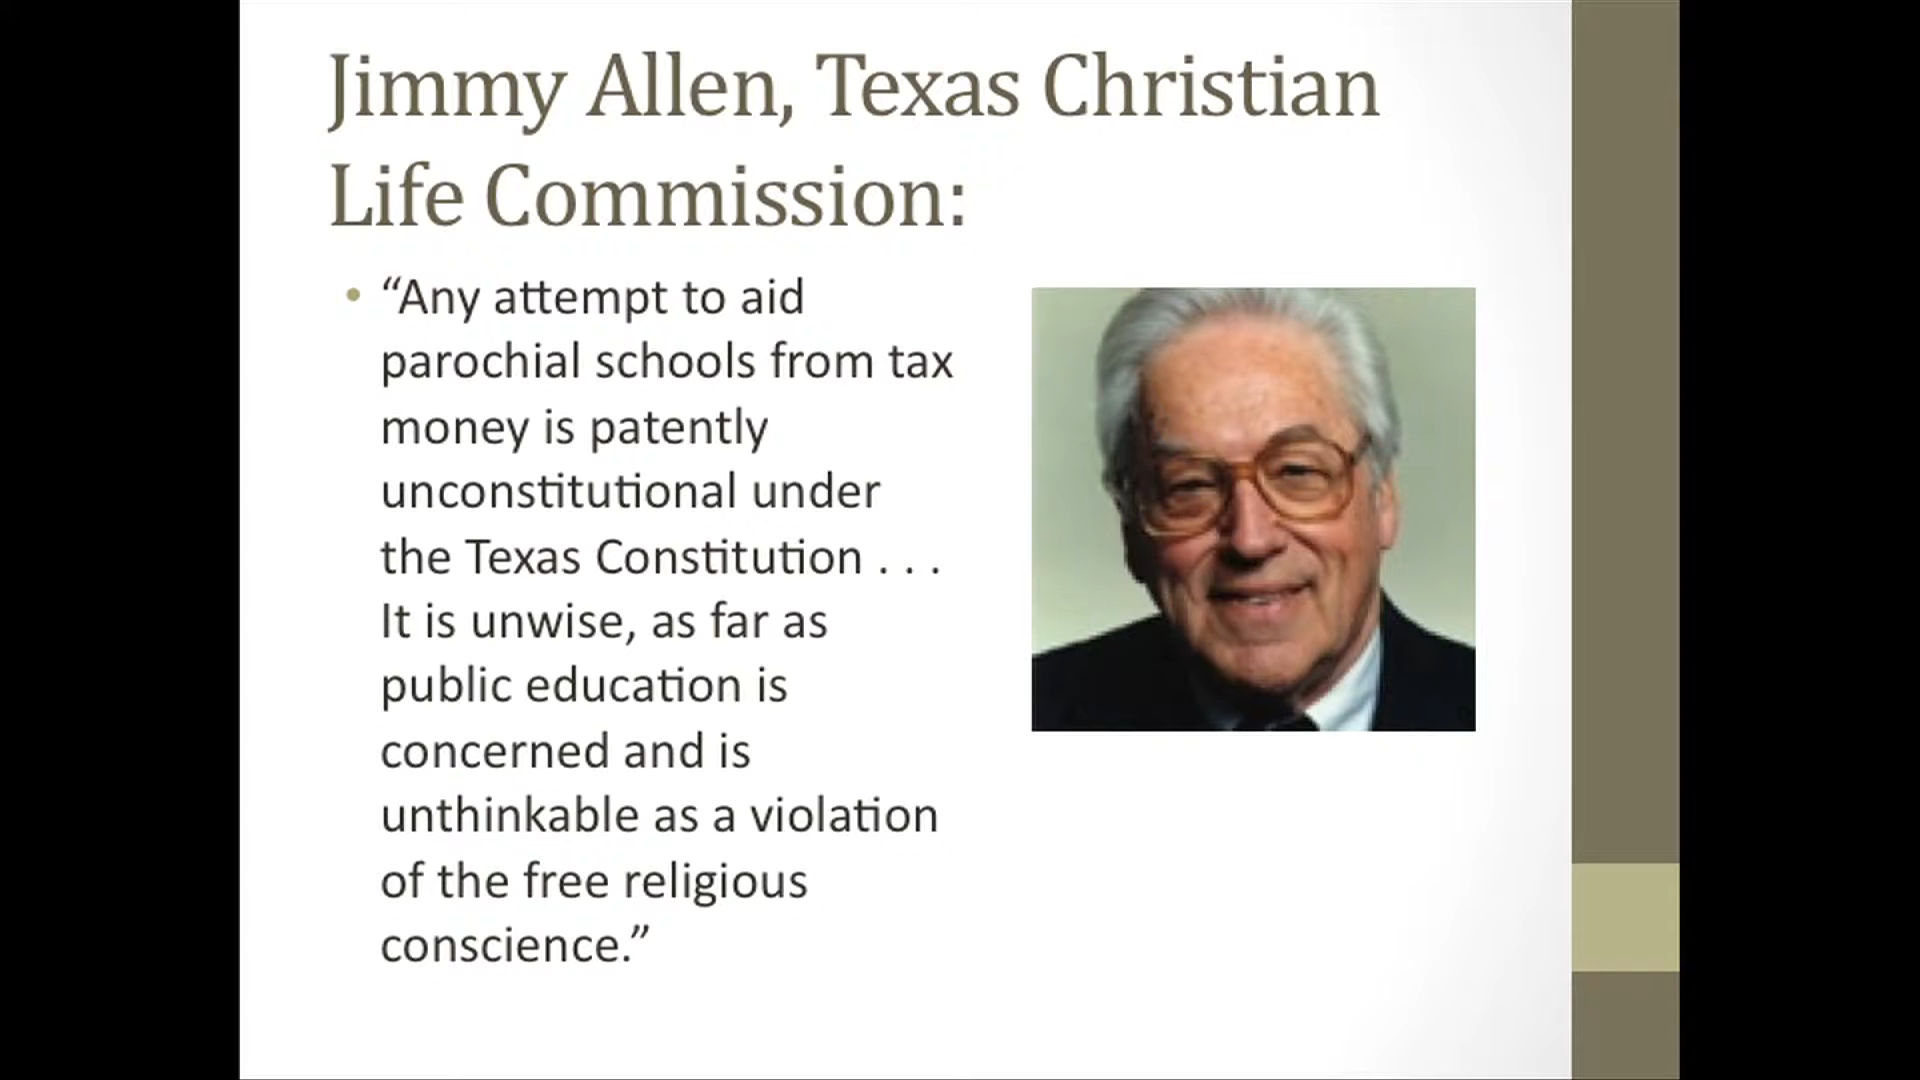 Jimmy Allen, Texas Christian
Life Commission:
• “Any attempt to aid
parochial schools from tax
money is patently
unconstitutional under
the Texas Constitution . . .
It is unwise, as far as
public education is
concerned and is
unthinkable as a violation
of the free religious
conscience.”